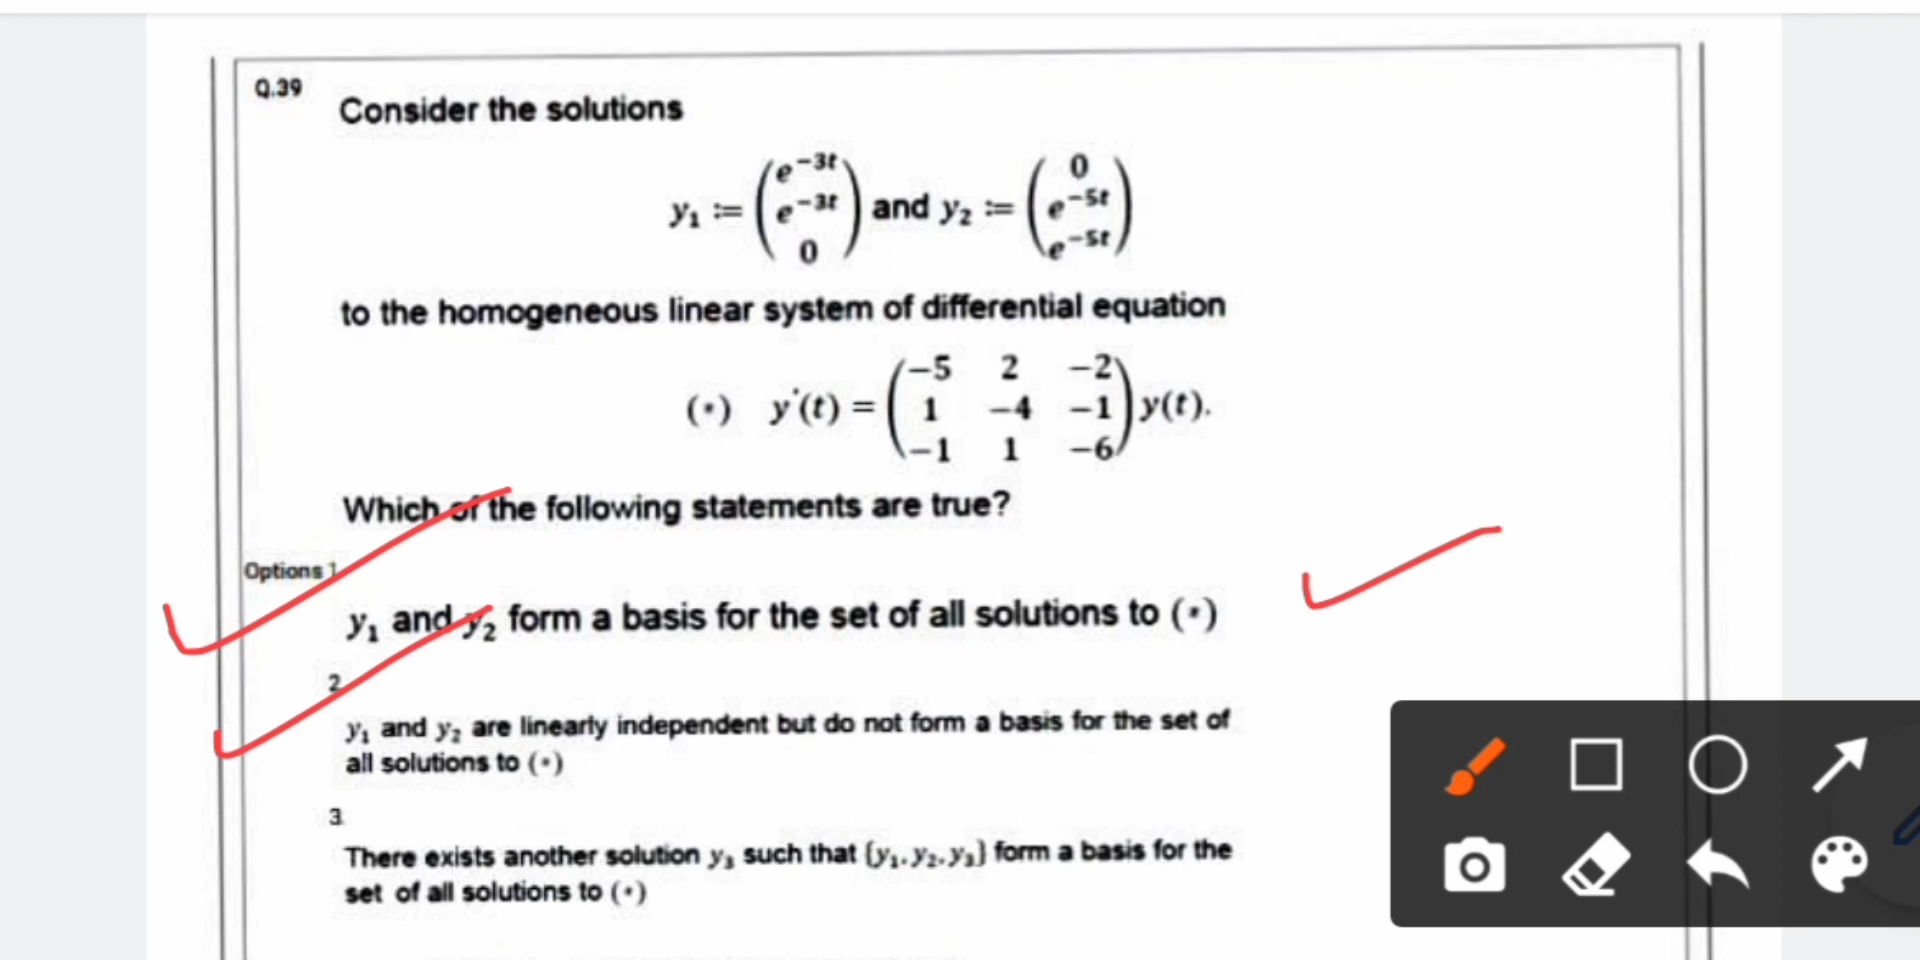 Q.39
Consider the solutions
y₁ := (e⁻³ᵗ e⁻³ᵗ 0) and y₂ := (0 e⁻⁵ᵗ e⁻⁵ᵗ)
to the homogeneous linear system of differential equation
(*) y'(t) = (−5 2 −2
1 −4 −1
−1 1 −6) y(t).
Which of the following statements are true?
Options 1
y₁ and y₂ form a basis for the set of all solutions to (*)
2
y₁ and y₂ are linearly independent but do not form a basis for the set of
all solutions to (*)
3
There exists another solution y₃ such that {y₁, y₂, y₃} form a basis for the
set of all solutions to (*)